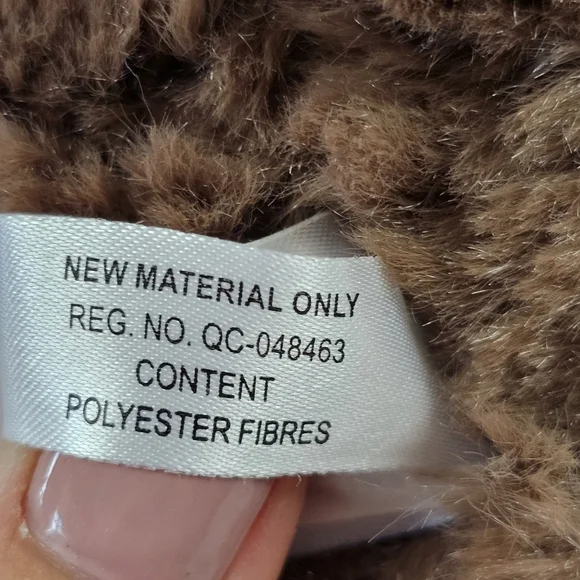 NEW MATERIAL ONLY
REG. NO. QC-048463
CONTENT
POLYESTER FIBRES